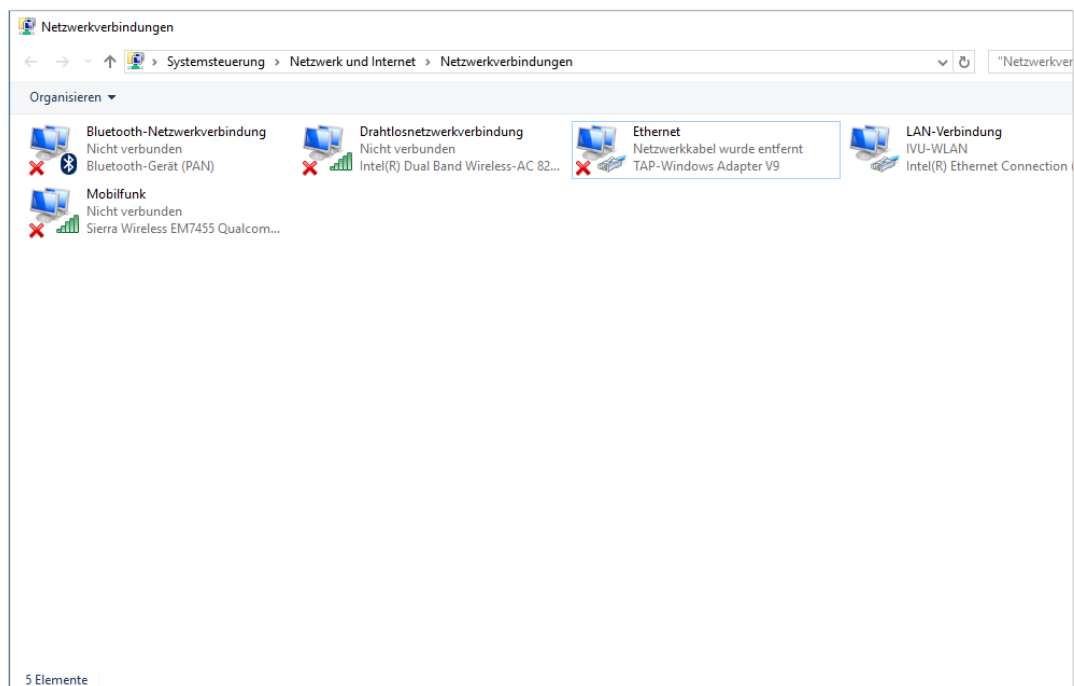 Netzwerkverbindungen
Systemsteuerung › Netzwerk und Internet › Netzwerkverbindungen
"Netzwerkver
Organisieren
Bluetooth-Netzwerkverbindung
Nicht verbunden
Bluetooth-Gerät (PAN)
Drahtlosnetzwerkverbindung
Nicht verbunden
Intel(R) Dual Band Wireless-AC 82...
Ethernet
Netzwerkkabel wurde entfernt
TAP-Windows Adapter V9
LAN-Verbindung
IVU-WLAN
Intel(R) Ethernet Connection (
Mobilfunk
Nicht verbunden
Sierra Wireless EM7455 Qualcom...
5 Elemente